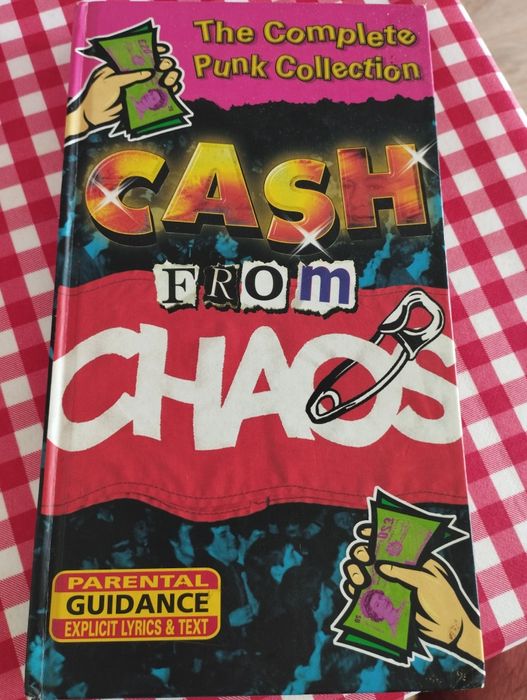 The Complete
Punk Collection
CASH
FROm
CHAOS
PARENTAL
GUIDANCE
EXPLICIT LYRICS & TEXT